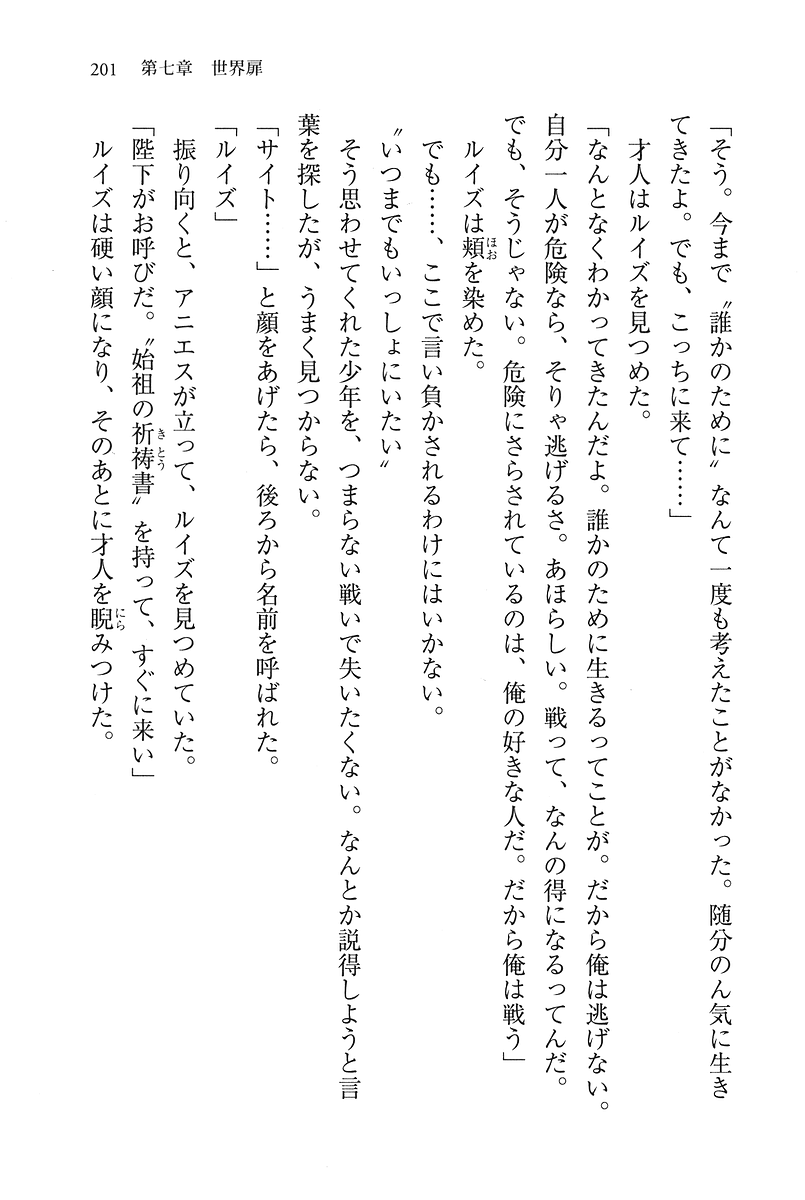 201 第七章 世界扉
「そう。今まで〝誰かのために〟なんて一度も考えたことがなかった。随分のん気に生き
てきたよ。でも、こっちに来て……」
才人はルイズを見つめた。
「なんとなくわかってきたんだよ。誰かのために生きるってことが。だから俺は逃げない。
自分一人が危険なら、そりゃ逃げるさ。あほらしい。戦って、なんの得になるってんだ。
でも、そうじゃない。危険にさらされているのは、俺の好きな人だ。だから俺は戦う」
ルイズは頬ほおを染めた。
でも……、ここで言い負かされるわけにはいかない。
〝いつまでもいっしょにいたい〟
そう思わせてくれた少年を、つまらない戦いで失いたくない。なんとか説得しようと言
葉を探したが、うまく見つからない。
「サイト……」と顔をあげたら、後ろから名前を呼ばれた。
「ルイズ」
振り向くと、アニエスが立って、ルイズを見つめていた。
「陛下がお呼びだ。〝始祖の祈祷きとう書〟を持って、すぐに来い」
ルイズは硬い顔になり、そのあとに才人を睨にらみつけた。